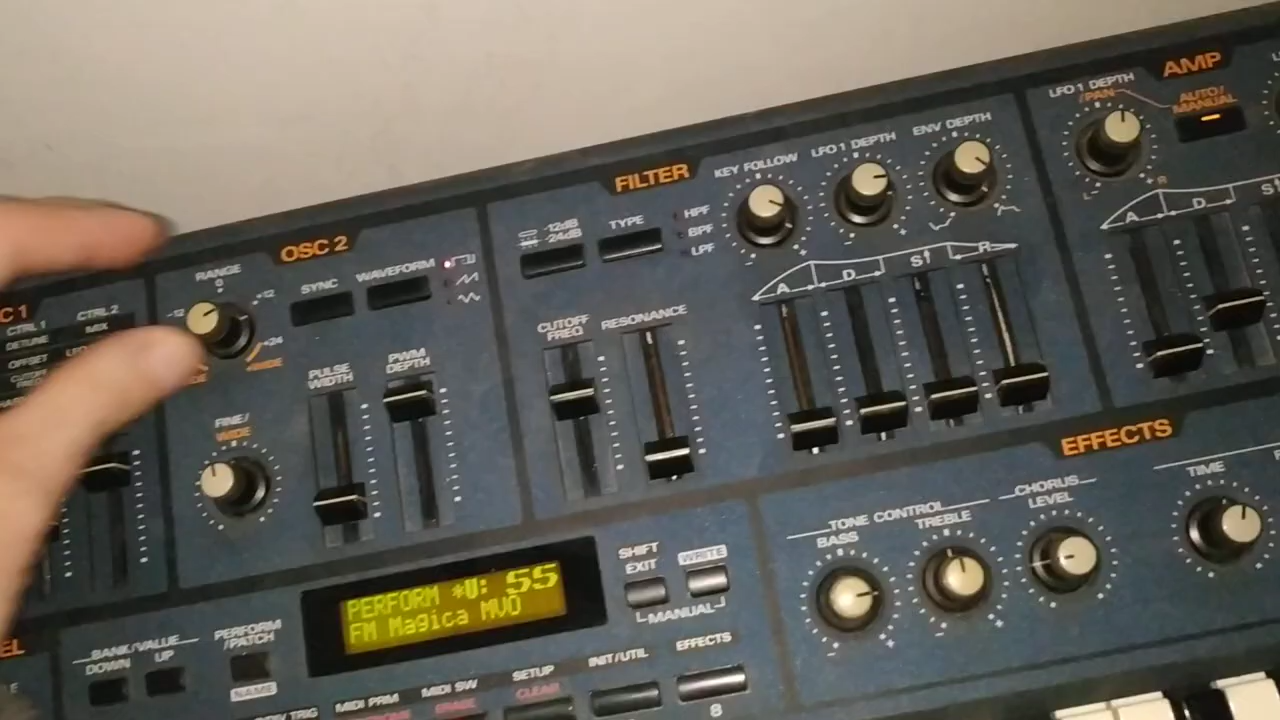 AMP
LFO 1 DEPTH
/PAN
AUTO/
MANUAL
FILTER
KEY FOLLOW
LFO 1 DEPTH
ENV DEPTH
-12dB
-24dB
TYPE
HPF
BPF
LPF
L
R
A
D
S
R
A
D
S
CUTOFF
FREQ
RESONANCE
OSC 2
RANGE
0
-12
+12
+24
WIDE
SYNC
WAVEFORM
PULSE
WIDTH
PWM
DEPTH
FINE/
WIDE
C 1
CTRL 1
CTRL 2
DETUNE
MIX
OFFSET
EFFECTS
TONE CONTROL
BASS
TREBLE
CHORUS
LEVEL
TIME
- +
- +
PERFORM *U: 55
FM Magica MVO
SHIFT
EXIT
WRITE
MANUAL
BANK/VALUE
DOWN
UP
PERFORM
/PATCH
NAME
MIDI PRM
MIDI SW
SETUP
CLEAR
INIT/UTIL
EFFECTS
8